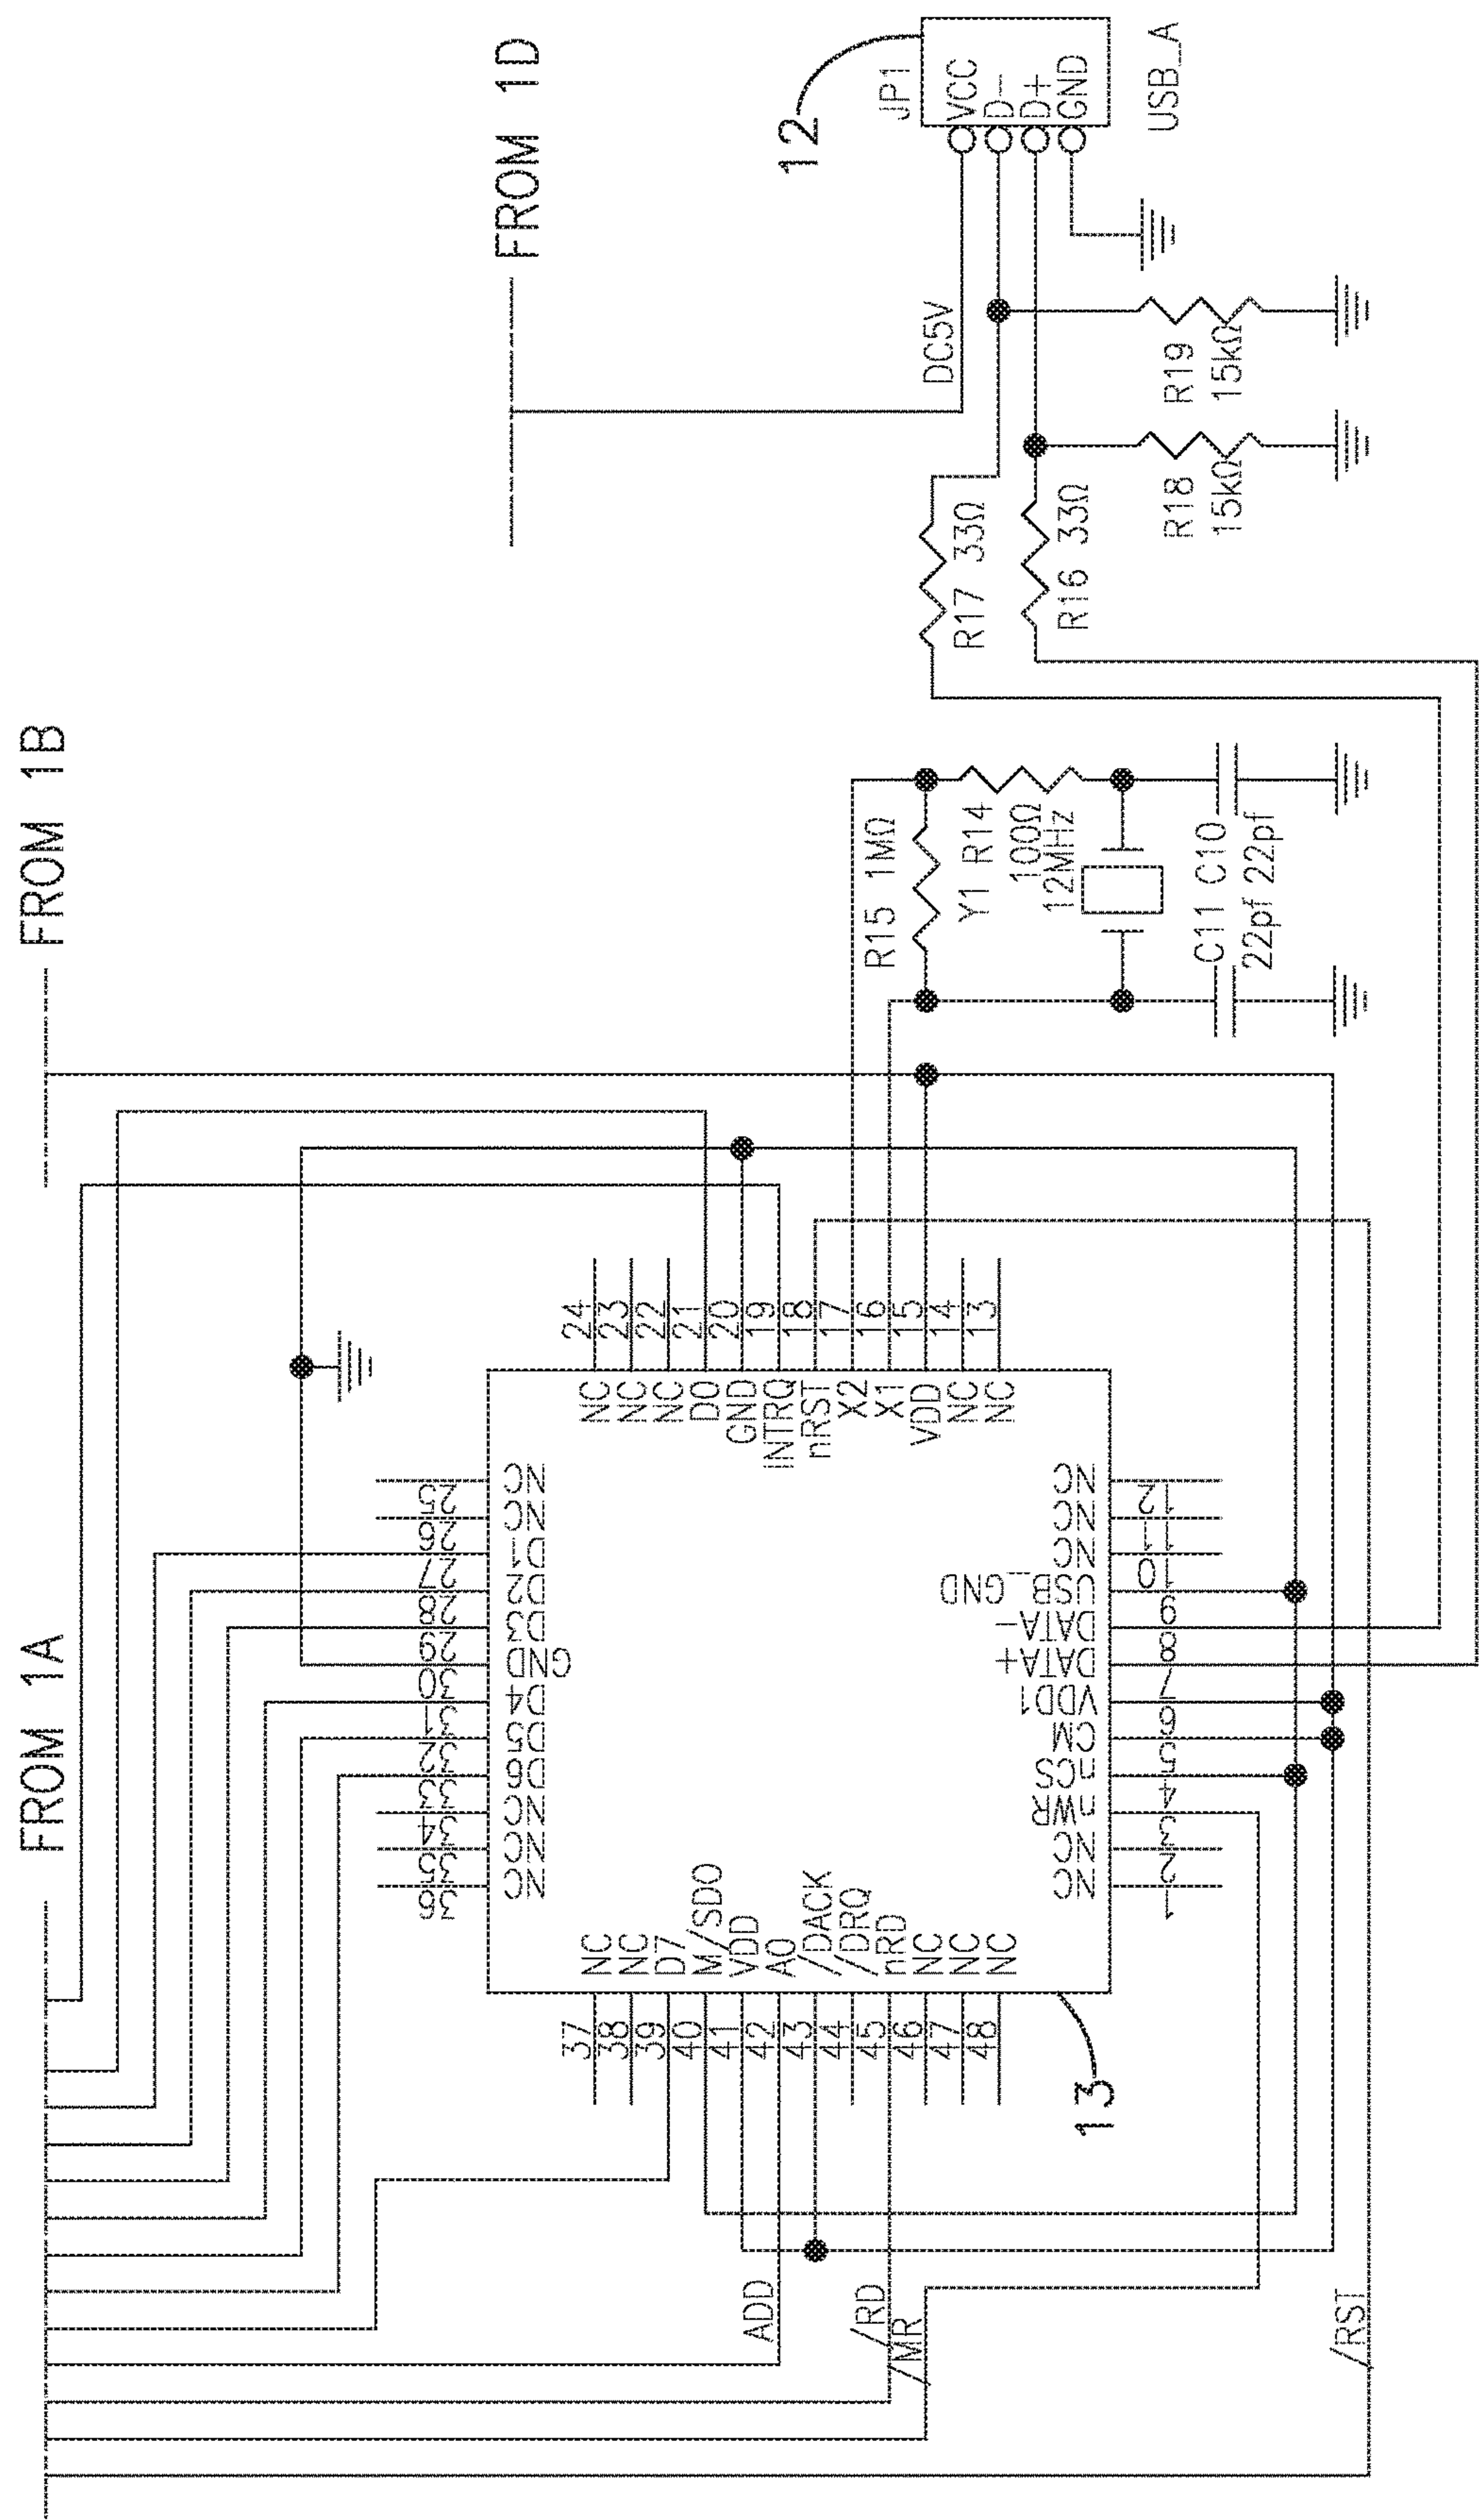 FROM 1A
FROM 1B
FROM 1D
12
JP1
VCC
D-
D+
GND
USB_A
DC5V
R17 33Ω
R16 33Ω
R19
15kΩ
R18
15kΩ
R15 1MΩ
Y1 R14
100Ω
12MHz
C11 C10
22pf 22pf
24
23
22
21
20
19
18
17
16
15
14
13
NC
NC
NC
D0
GND
INTRQ
nRST
X2
X1
VDD
NC
NC
25
26
27
28
29
30
31
32
33
34
35
36
NC
NC
D1
D2
D3
GND
D4
D5
D6
NC
NC
NC
NC
NC
D7
M/SD0
VDD
A0
/DACK
/DRQ
nRD
NC
NC
NC
37
38
39
40
41
42
43
44
45
46
47
48
NC
NC
NC
USB_GND
DATA-
DATA+
VDD1
CM
nCS
nWR
NC
NC
12
11
10
9
8
7
6
5
4
3
2
1
13
ADD
/RD
/MR
/RST